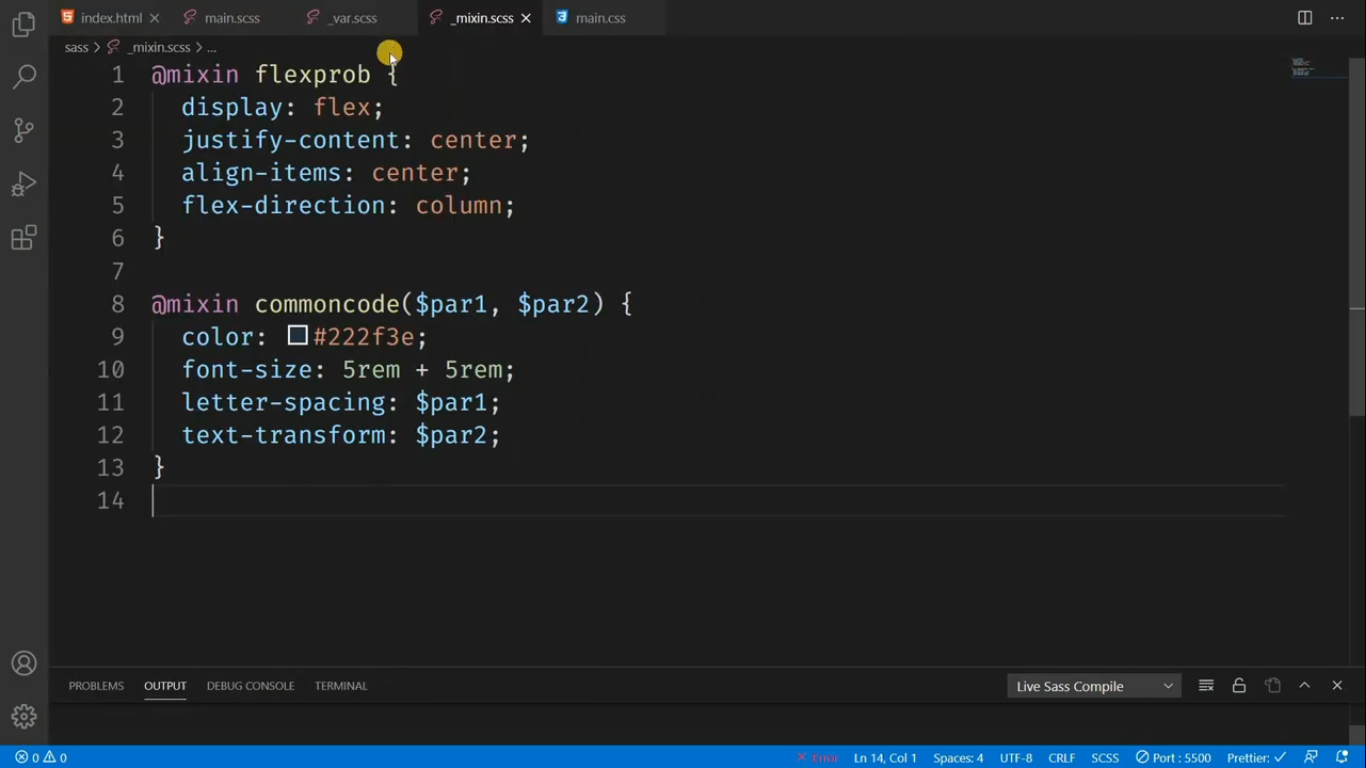 index.html
main.scss
_var.scss
_mixin.scss
main.css
sass > _mixin.scss > ...
1 @mixin flexprob {
2 display: flex;
3 justify-content: center;
4 align-items: center;
5 flex-direction: column;
6 }
7
8 @mixin commoncode($par1, $par2) {
9 color: #222f3e;
10 font-size: 5rem + 5rem;
11 letter-spacing: $par1;
12 text-transform: $par2;
13 }
14
PROBLEMS OUTPUT DEBUG CONSOLE TERMINAL Live Sass Compile
0 0 Error Ln 14, Col 1 Spaces: 4 UTF-8 CRLF SCSS Port : 5500 Prettier: ✓